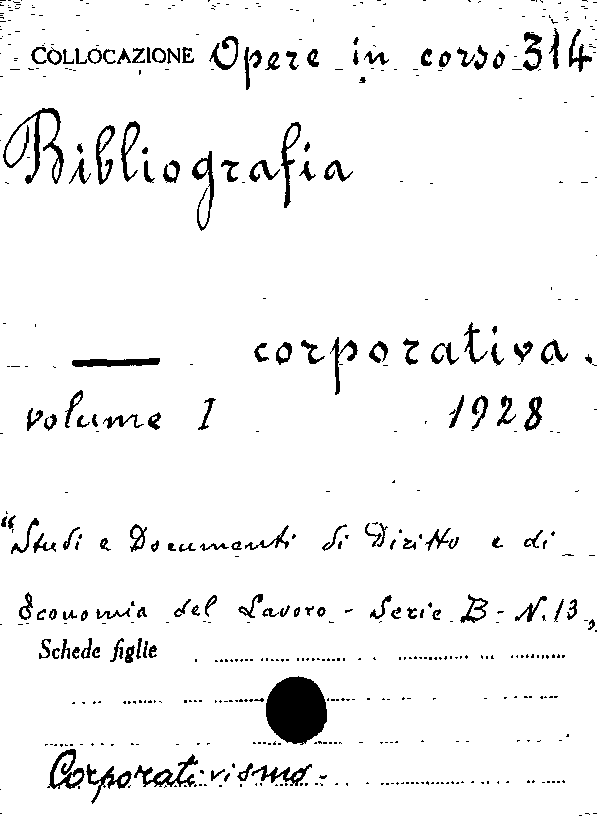 COLLOCAZIONE Opere in corso 314
Bibliografia
— corporativa.
volume I 1928
"Studi e Documenti di Diritto e di
Economia del Lavoro - Serie B - N. 13,,
Schede figlie
Corporativismo.